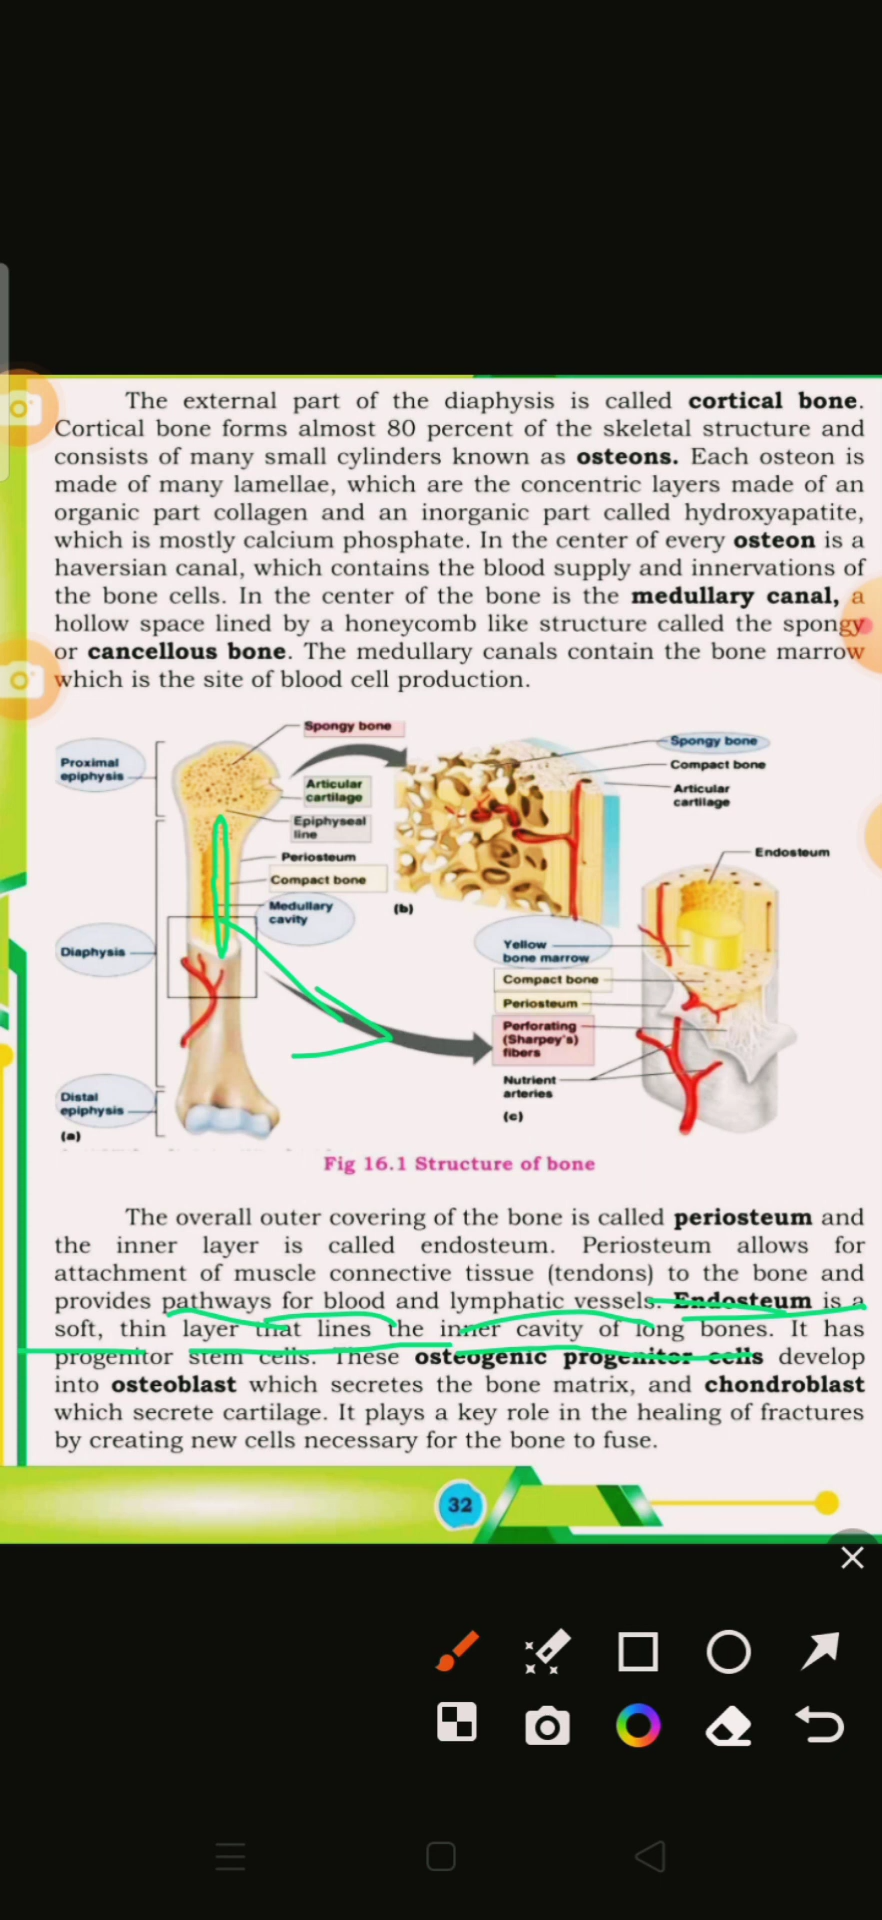 The external part of the diaphysis is called cortical bone.
Cortical bone forms almost 80 percent of the skeletal structure and
consists of many small cylinders known as osteons. Each osteon is
made of many lamellae, which are the concentric layers made of an
organic part collagen and an inorganic part called hydroxyapatite,
which is mostly calcium phosphate. In the center of every osteon is a
haversian canal, which contains the blood supply and innervations of
the bone cells. In the center of the bone is the medullary canal, a
hollow space lined by a honeycomb like structure called the spongy
or cancellous bone. The medullary canals contain the bone marrow
which is the site of blood cell production.
Proximal
epiphysis
Diaphysis
Distal
epiphysis
(a)
Spongy bone
Articular
cartilage
Epiphyseal
line
Periosteum
Compact bone
Medullary
cavity
(b)
Spongy bone
Compact bone
Articular
cartilage
Endosteum
Yellow
bone marrow
Compact bone
Periosteum
Perforating
(Sharpey's)
fibers
Nutrient
arteries
(c)
Fig 16.1 Structure of bone
The overall outer covering of the bone is called periosteum and
the inner layer is called endosteum. Periosteum allows for
attachment of muscle connective tissue (tendons) to the bone and
provides pathways for blood and lymphatic vessels. Endosteum is a
soft, thin layer that lines the inner cavity of long bones. It has
progenitor stem cells. These osteogenic progenitor cells develop
into osteoblast which secretes the bone matrix, and chondroblast
which secrete cartilage. It plays a key role in the healing of fractures
by creating new cells necessary for the bone to fuse.
32